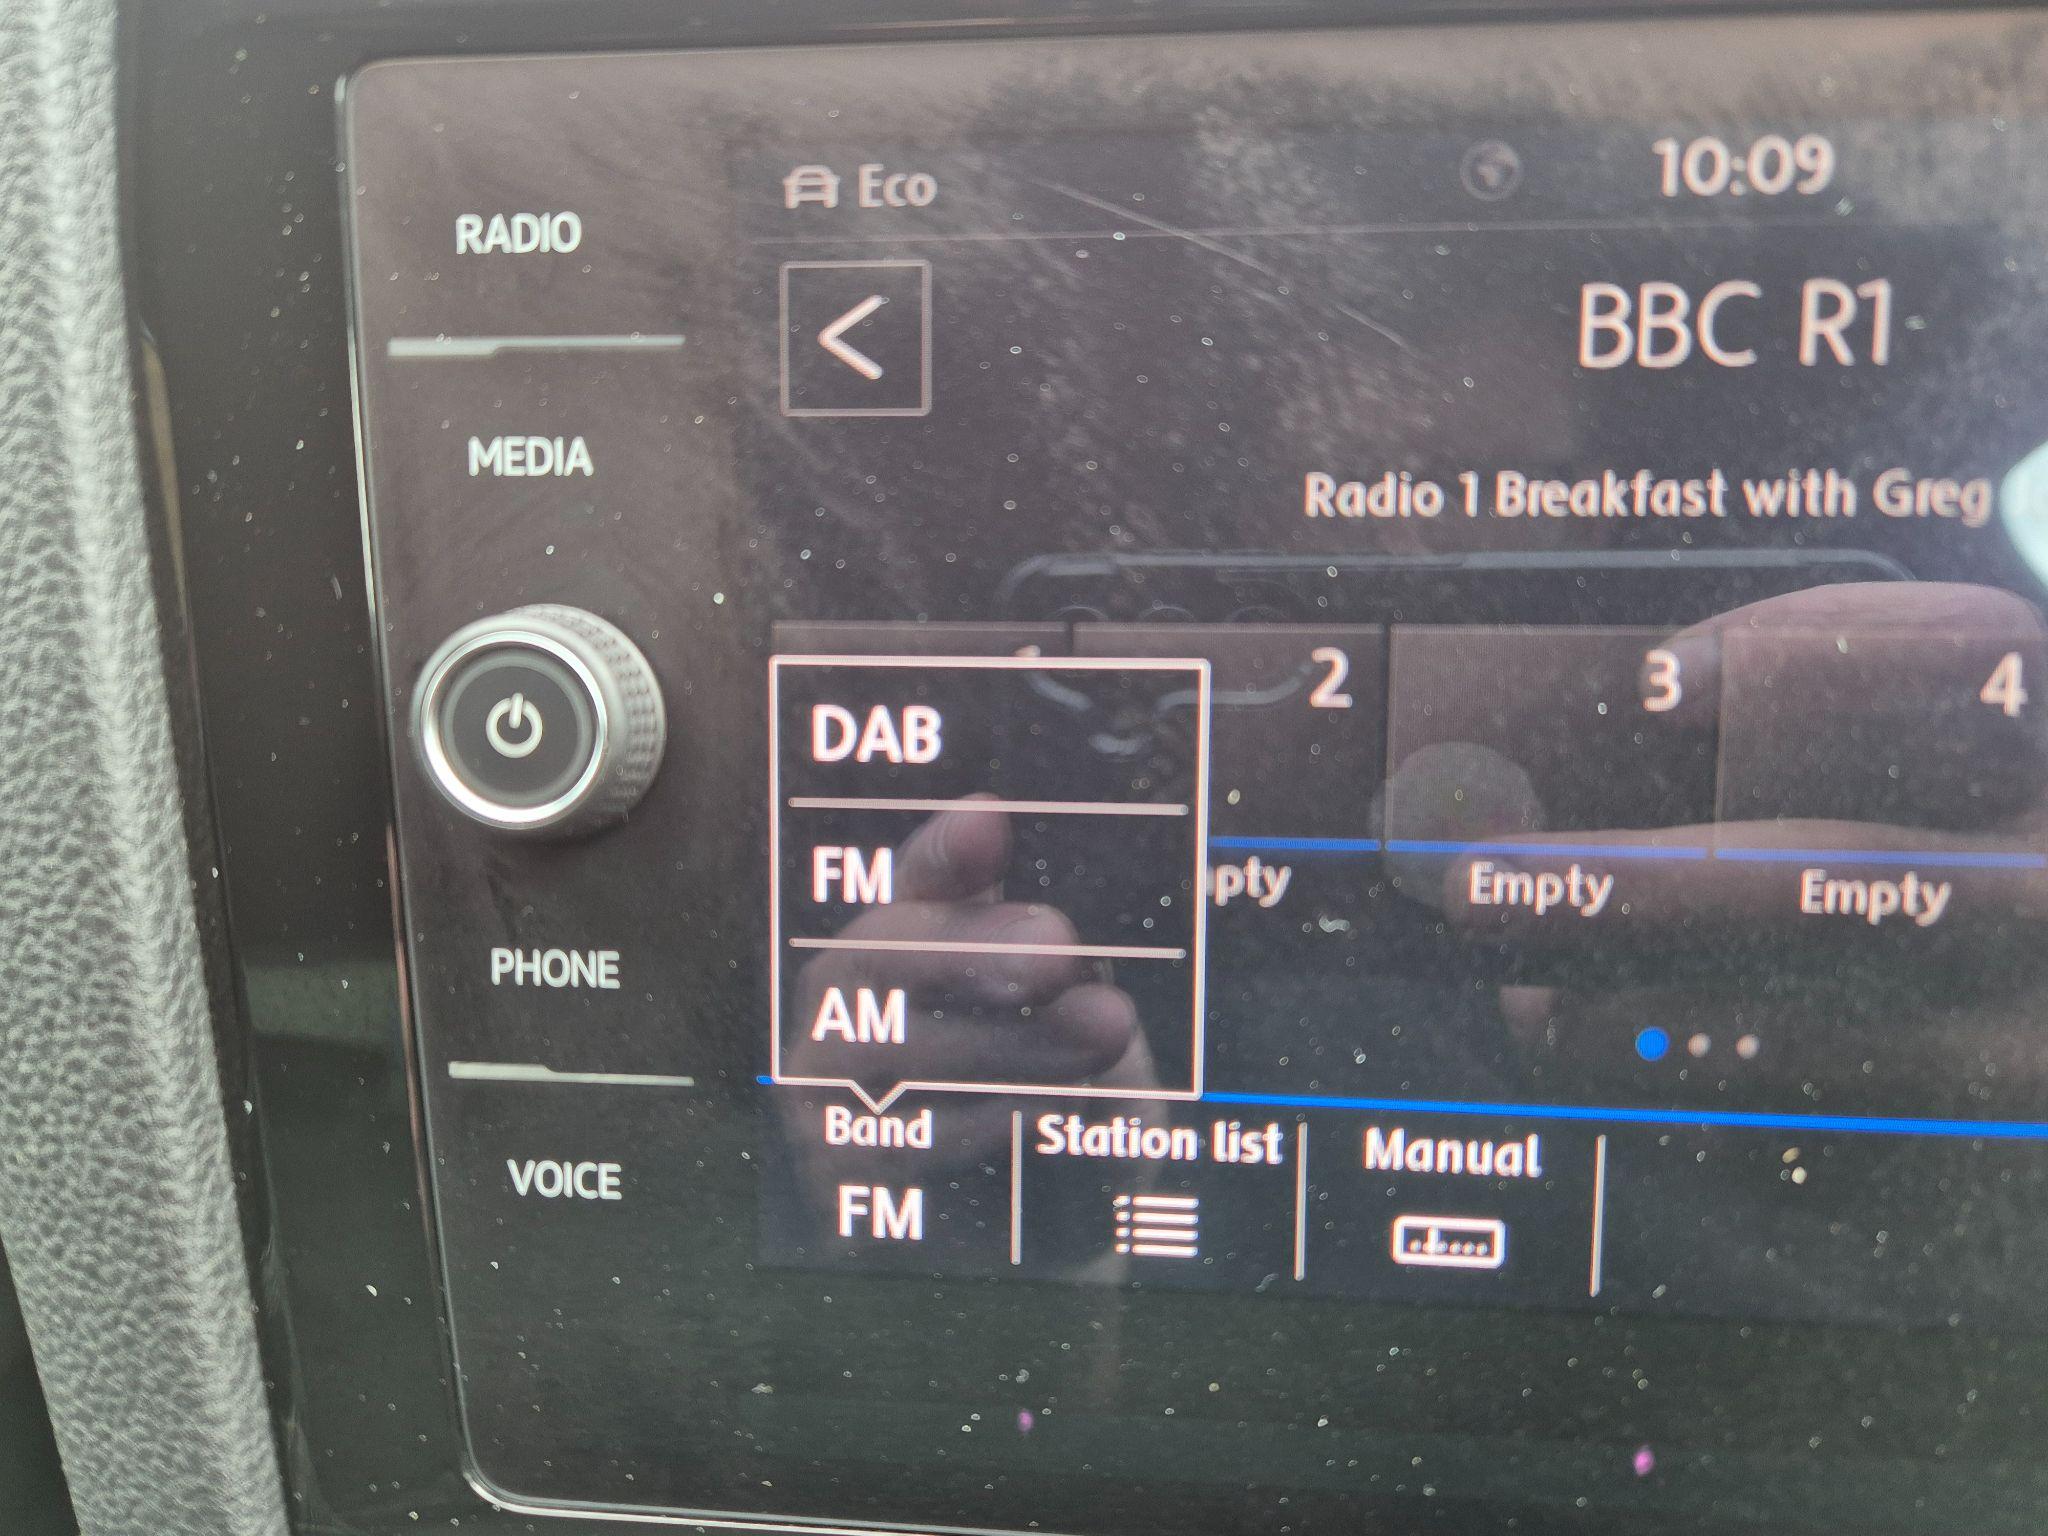 RADIO
MEDIA
PHONE
VOICE
Eco
10:09
BBC R1
Radio 1 Breakfast with Greg
2
3
4
DAB
FM
AM
pty
Empty
Empty
Band
FM
Station list
Manual